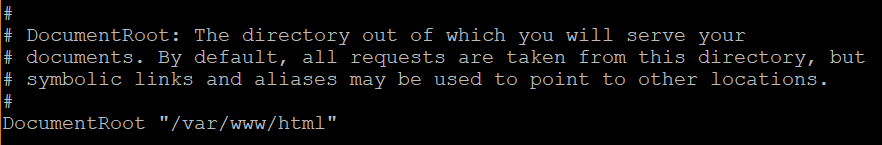 #
# DocumentRoot: The directory out of which you will serve your
# documents. By default, all requests are taken from this directory, but
# symbolic links and aliases may be used to point to other locations.
#
DocumentRoot "/var/www/html"